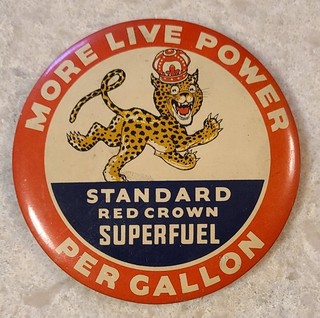 MORE LIVE POWER
STANDARD
RED CROWN
SUPERFUEL
PER GALLON